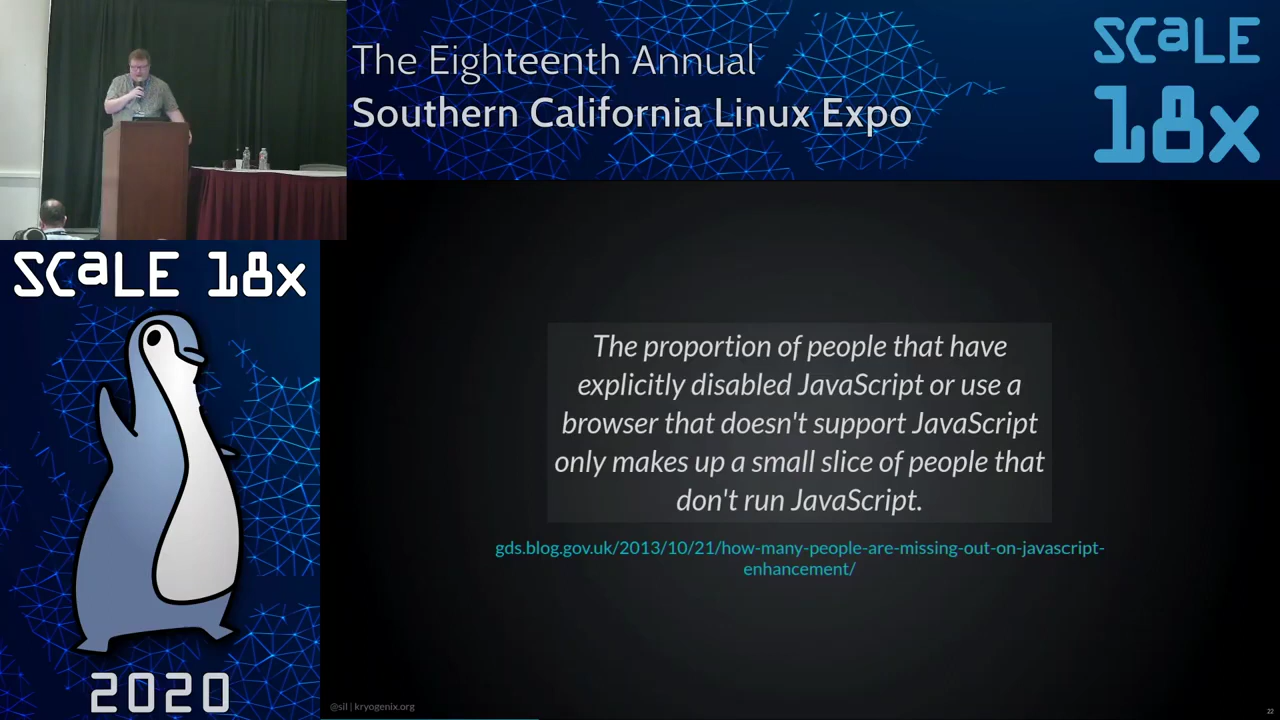 The Eighteenth Annual
Southern California Linux Expo
SCaLE
18x
SCaLE 18x
2020
The proportion of people that have
explicitly disabled JavaScript or use a
browser that doesn't support JavaScript
only makes up a small slice of people that
don't run JavaScript.
gds.blog.gov.uk/2013/10/21/how-many-people-are-missing-out-on-javascript-
enhancement/
@sil | kryogenix.org
22